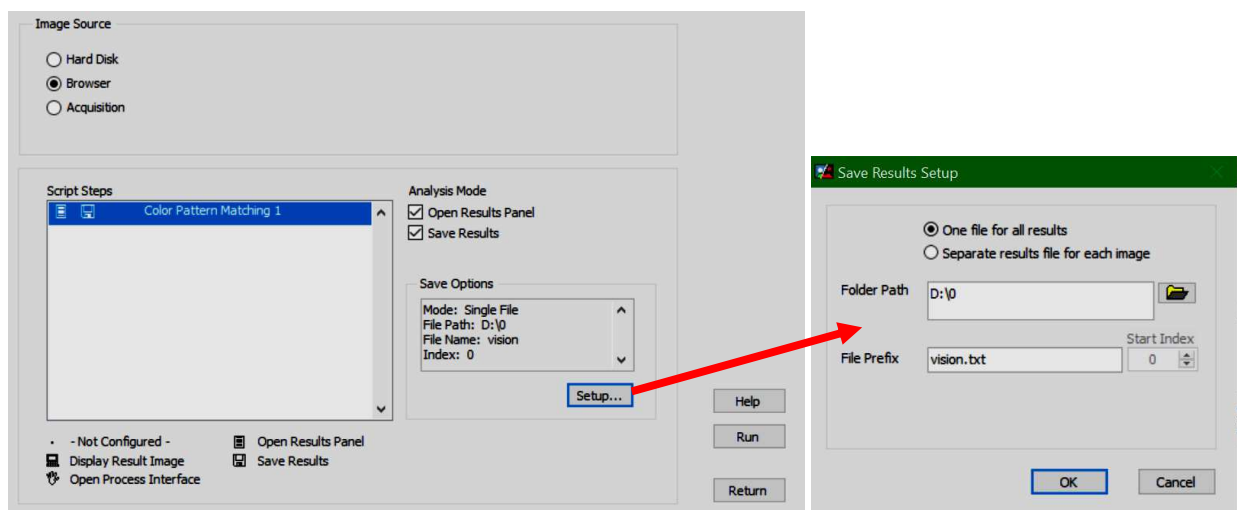 Image Source
Hard Disk
Browser
Acquisition
Script Steps
Color Pattern Matching 1
Analysis Mode
Open Results Panel
Save Results
Save Options
Mode: Single File
File Path: D:\0
File Name: vision
Index: 0
Setup...
- Not Configured -
Open Results Panel
Display Result Image
Save Results
Open Process Interface
Help
Run
Return
Save Results Setup
One file for all results
Separate results file for each image
Folder Path
D:\0
Start Index
File Prefix
vision.txt
0
OK
Cancel